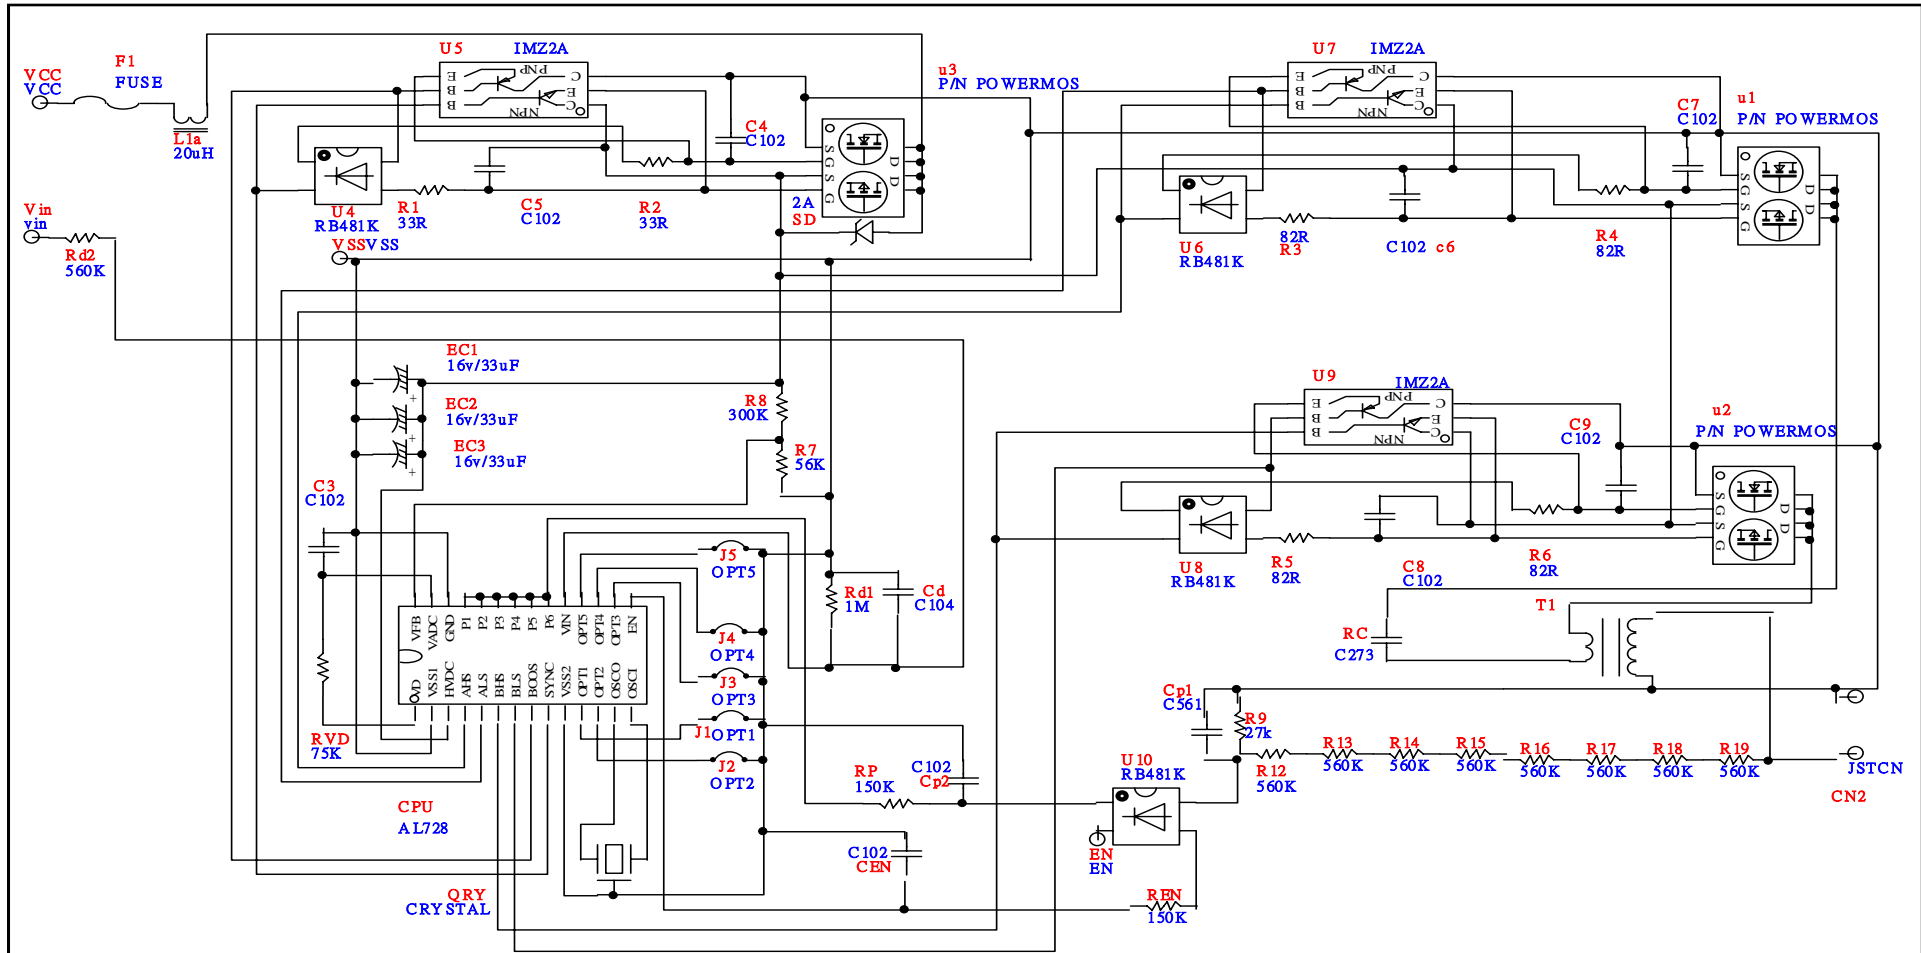 VCC
VCC
F1
FUSE
L1a
20uH
Vin
vin
Rd2
560K
U5
IMZ2A
E
B
B
PNP
NPN
C
E
C
u3
P/N POWERMOS
C4
C102
S
G
S
G
D
D
2A
SD
U4
RB481K
R1
33R
C5
C102
R2
33R
VSS VSS
U7
IMZ2A
E
B
B
PNP
NPN
C
E
C
C7
C102
u1
P/N POWERMOS
S
G
S
G
D
D
U6
RB481K
82R
R3
C102 c6
R4
82R
EC1
16v/33uF
EC2
16v/33uF
EC3
16v/33uF
+
+
+
R8
300K
R7
56K
C3
C102
U9
IMZ2A
E
B
B
PNP
NPN
C
E
C
C9
C102
u2
P/N POWERMOS
S
G
S
G
D
D
U8
RB481K
R5
82R
C8
C102
R6
82R
J5
OPT5
J4
OPT4
J3
OPT3
J1 OPT1
J2
OPT2
Rd1
1M
Cd
C104
VFB
VADC
GND
P1
P2
P3
P4
P5
P6
VIN
OPT5
OPT4
OPT3
EN
VD
VSS1
HVDC
AHS
ALS
BHS
BLS
BOOS
SYNC
VSS2
OPT1
OPT2
OSCO
OSCI
RVD
75K
CPU
AL728
QRY
CRYSTAL
RP
150K
C102
Cp2
C102
CEN
T1
RC
C273
Cp1
C561
R9
27k
U10
RB481K
EN
EN
REN
150K
R12
560K
R13
560K
R14
560K
R15
560K
R16
560K
R17
560K
R18
560K
R19
560K
JSTCN
CN2